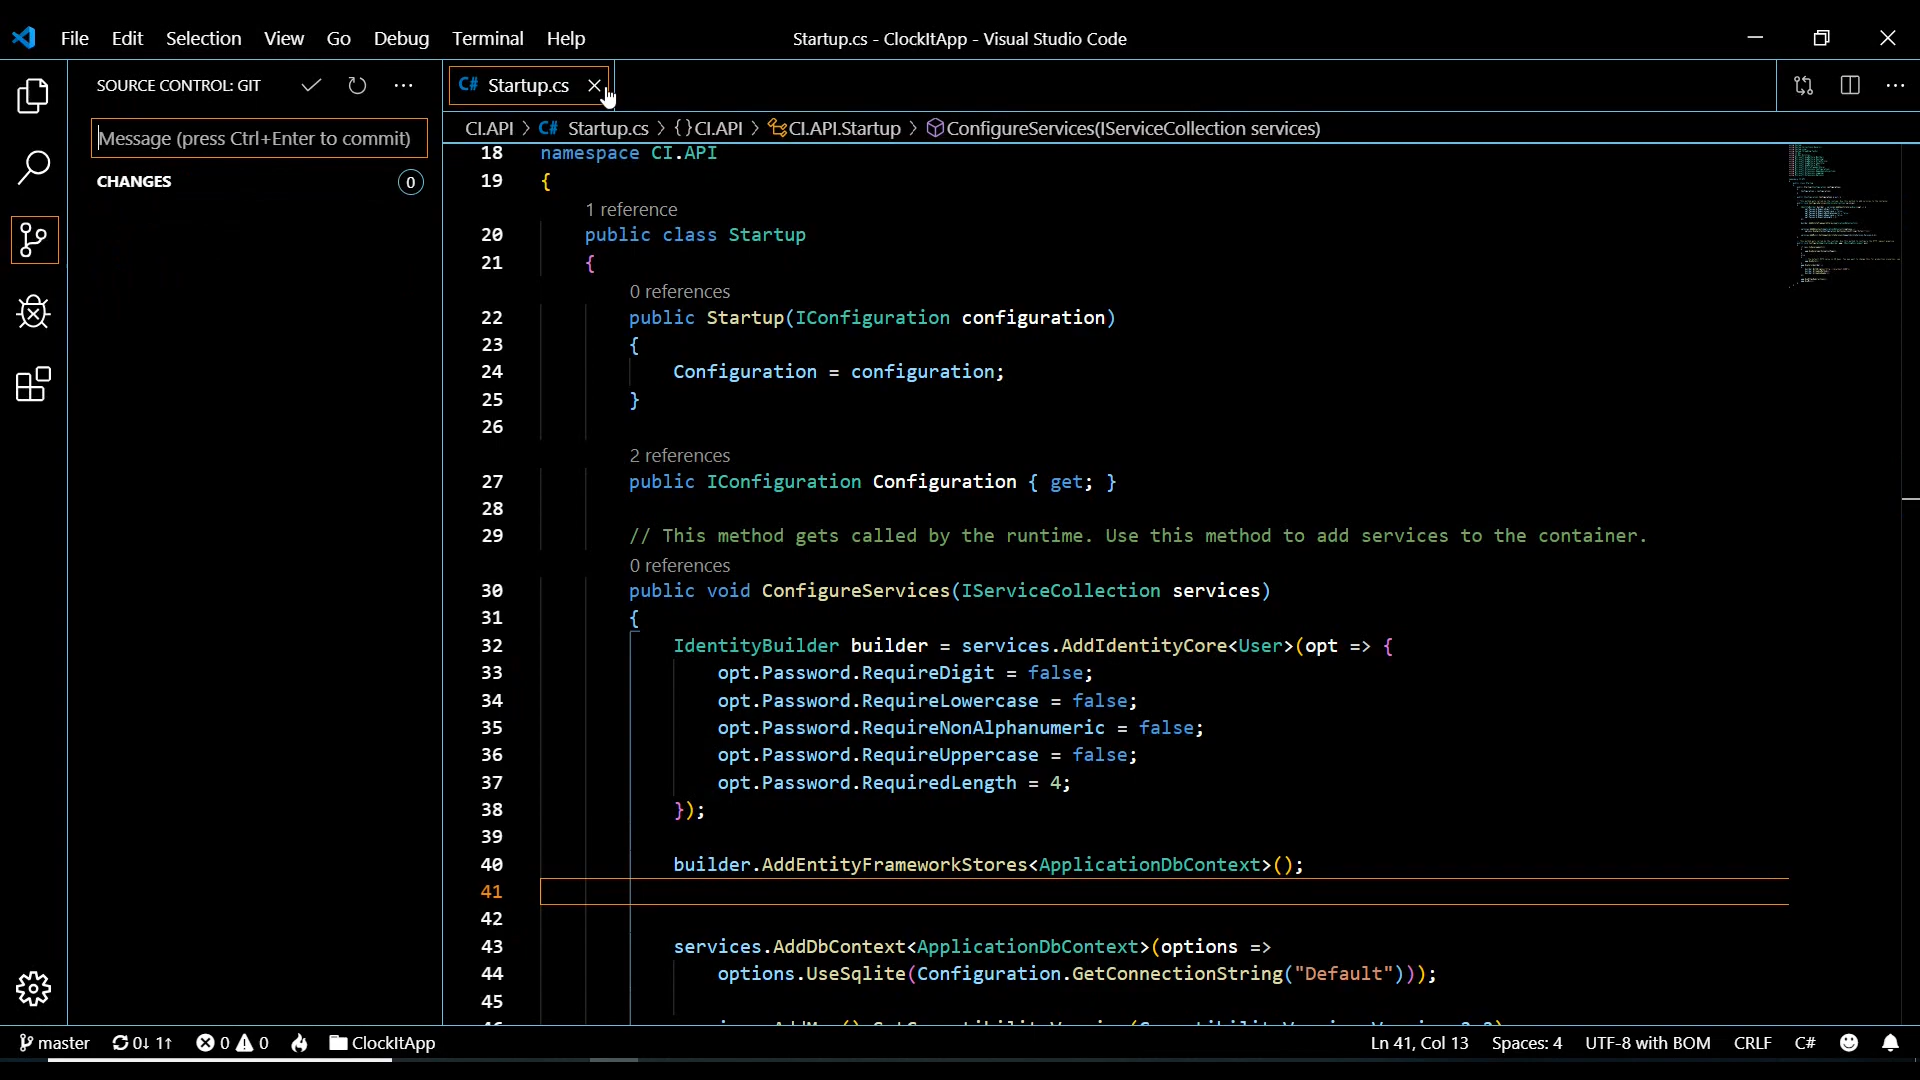 File Edit Selection View Go Debug Terminal Help
Startup.cs - ClockItApp - Visual Studio Code
SOURCE CONTROL: GIT
Message (press Ctrl+Enter to commit)
CHANGES
0
C# Startup.cs
CI.API > C# Startup.cs > {} CI.API > CI.API.Startup > ConfigureServices(IServiceCollection services)
18 namespace CI.API
19 {
1 reference
20 public class Startup
21 {
0 references
22 public Startup(IConfiguration configuration)
23 {
24 Configuration = configuration;
25 }
26
2 references
27 public IConfiguration Configuration { get; }
28
29 // This method gets called by the runtime. Use this method to add services to the container.
0 references
30 public void ConfigureServices(IServiceCollection services)
31 {
32 IdentityBuilder builder = services.AddIdentityCore<User>(opt => {
33 opt.Password.RequireDigit = false;
34 opt.Password.RequireLowercase = false;
35 opt.Password.RequireNonAlphanumeric = false;
36 opt.Password.RequireUppercase = false;
37 opt.Password.RequiredLength = 4;
38 });
39
40 builder.AddEntityFrameworkStores<ApplicationDbContext>();
41
42
43 services.AddDbContext<ApplicationDbContext>(options =>
44 options.UseSqlite(Configuration.GetConnectionString("Default")));
45
master 0↓ 1↑ 0 0 ClockItApp
Ln 41, Col 13 Spaces: 4 UTF-8 with BOM CRLF C#